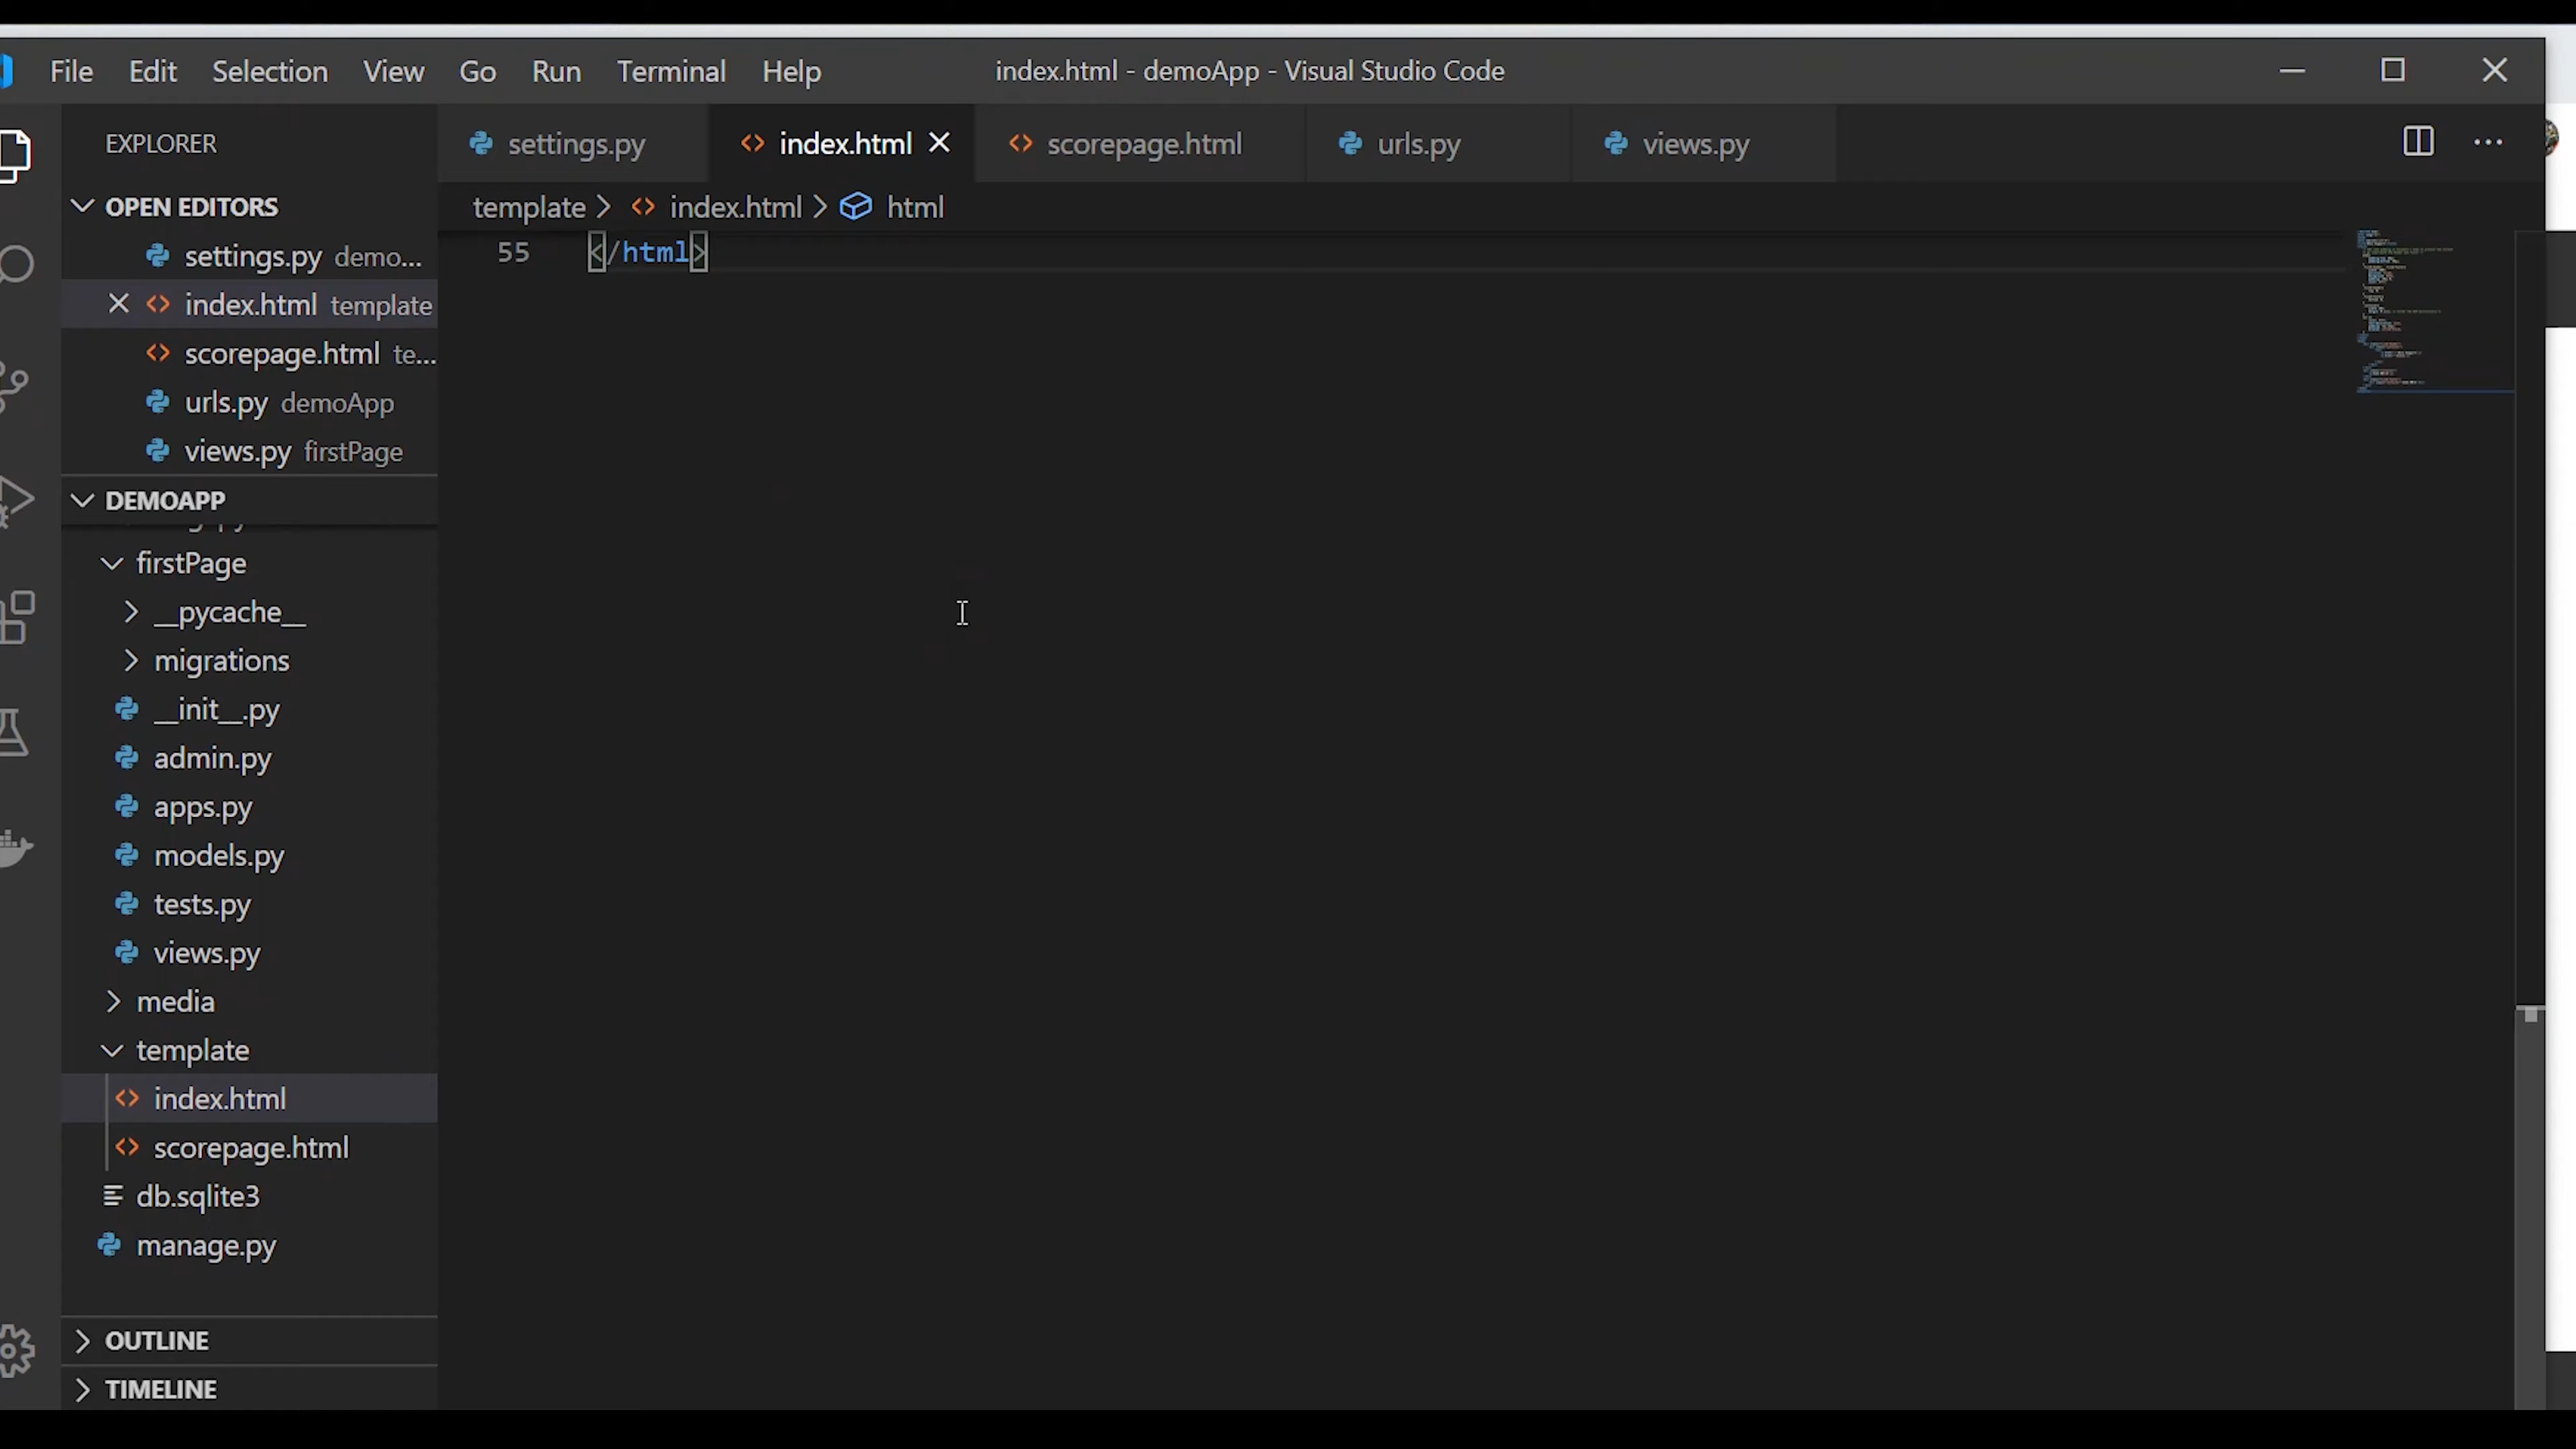 File Edit Selection View Go Run Terminal Help index.html - demoApp - Visual Studio Code
EXPLORER
settings.py index.html scorepage.html urls.py views.py
OPEN EDITORS
template > index.html > html
settings.py demo...
55 </html>
index.html template
scorepage.html te...
urls.py demoApp
views.py firstPage
DEMOAPP
firstPage
__pycache__
migrations
__init__.py
admin.py
apps.py
models.py
tests.py
views.py
media
template
index.html
scorepage.html
db.sqlite3
manage.py
OUTLINE
TIMELINE